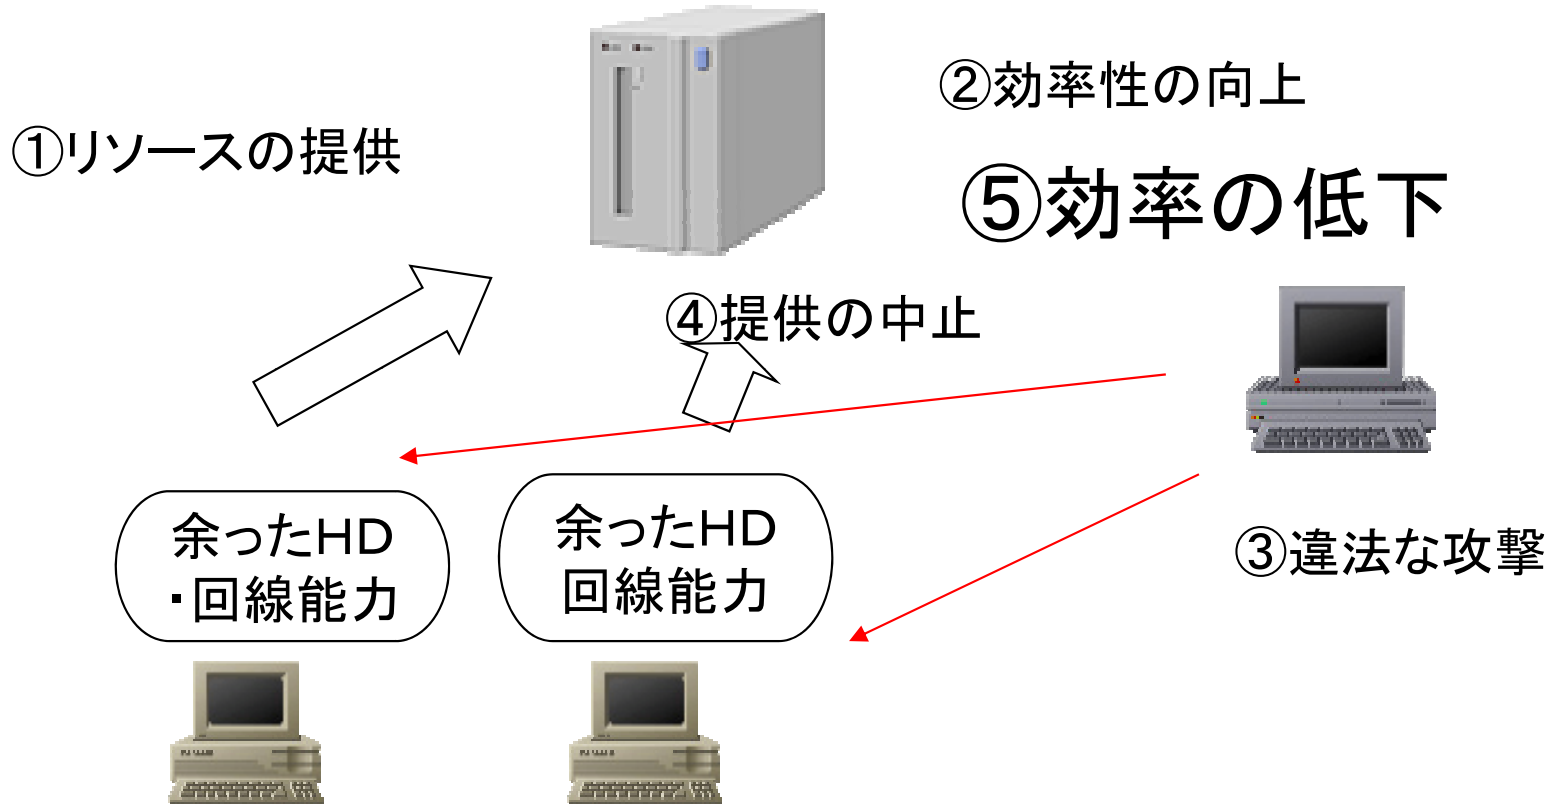 ②効率性の向上
①リソースの提供
⑤効率の低下
④提供の中止
余ったHD
・回線能力
余ったHD
回線能力
③違法な攻撃